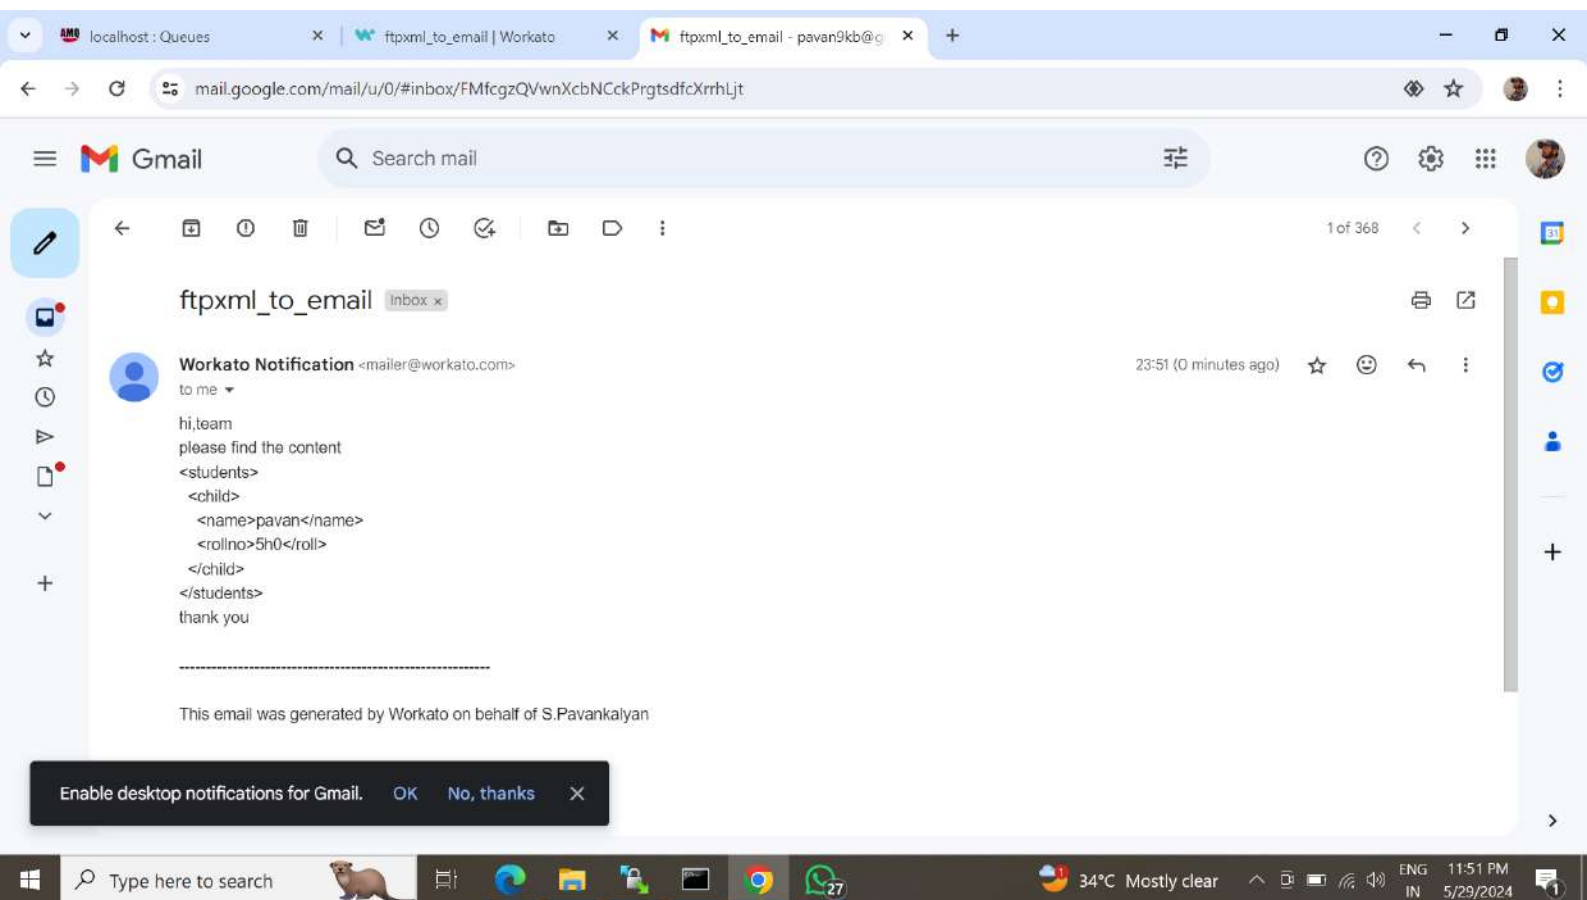 localhost : Queues
ftpxml_to_email | Workato
ftpxml_to_email - pavan9kb@g
mail.google.com/mail/u/0/#inbox/FMfcgzQVwnXcbNCckPrgtsdfcXrrhLjt
Gmail
Search mail
1 of 368
31
ftpxml_to_email
Inbox x
Workato Notification <mailer@workato.com>
23:51 (0 minutes ago)
to me
hi,team
please find the content
<students>
<child>
<name>pavan</name>
<rollno>5h0</roll>
</child>
</students>
thank you
------------------------------------------------------------
This email was generated by Workato on behalf of S.Pavankalyan
Enable desktop notifications for Gmail. OK No, thanks
Type here to search
27
1
34°C Mostly clear
ENG
IN
11:51 PM
5/29/2024
1